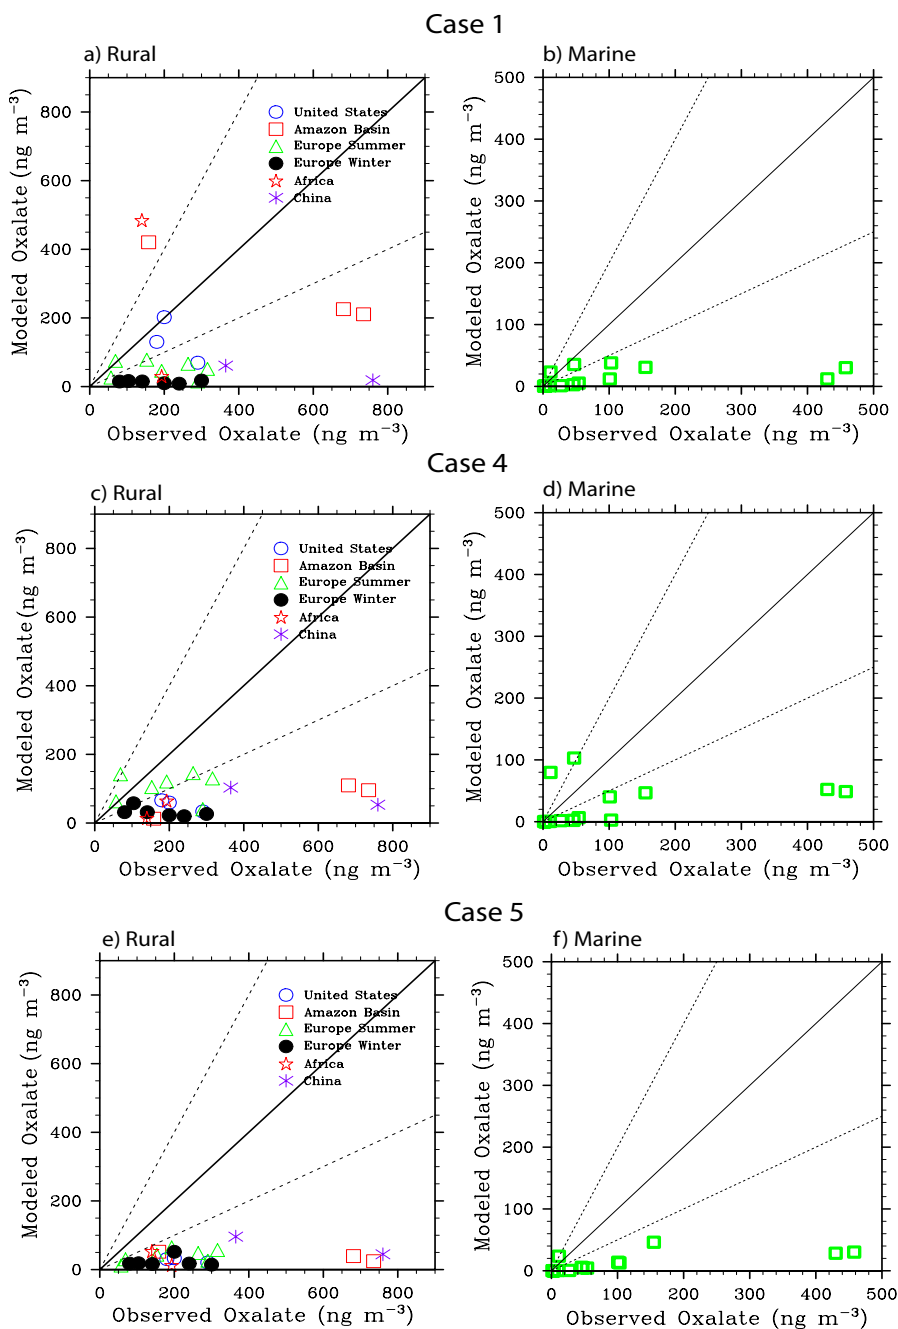 Case 1
a) Rural
b) Marine
800
600
400
200
0
0 200 400 600 800
Modeled Oxalate (ng m⁻³)
Observed Oxalate (ng m⁻³)
United States
Amazon Basin
Europe Summer
Europe Winter
Africa
China
500
400
300
200
100
0
0 100 200 300 400 500
Modeled Oxalate (ng m⁻³)
Observed Oxalate (ng m⁻³)
Case 4
c) Rural
d) Marine
800
600
400
200
0
0 200 400 600 800
Modeled Oxalate (ng m⁻³)
Observed Oxalate (ng m⁻³)
United States
Amazon Basin
Europe Summer
Europe Winter
Africa
China
500
400
300
200
100
0
0 100 200 300 400 500
Modeled Oxalate (ng m⁻³)
Observed Oxalate (ng m⁻³)
Case 5
e) Rural
f) Marine
800
600
400
200
0
0 200 400 600 800
Modeled Oxalate (ng m⁻³)
Observed Oxalate (ng m⁻³)
United States
Amazon Basin
Europe Summer
Europe Winter
Africa
China
500
400
300
200
100
0
0 100 200 300 400 500
Modeled Oxalate (ng m⁻³)
Observed Oxalate (ng m⁻³)